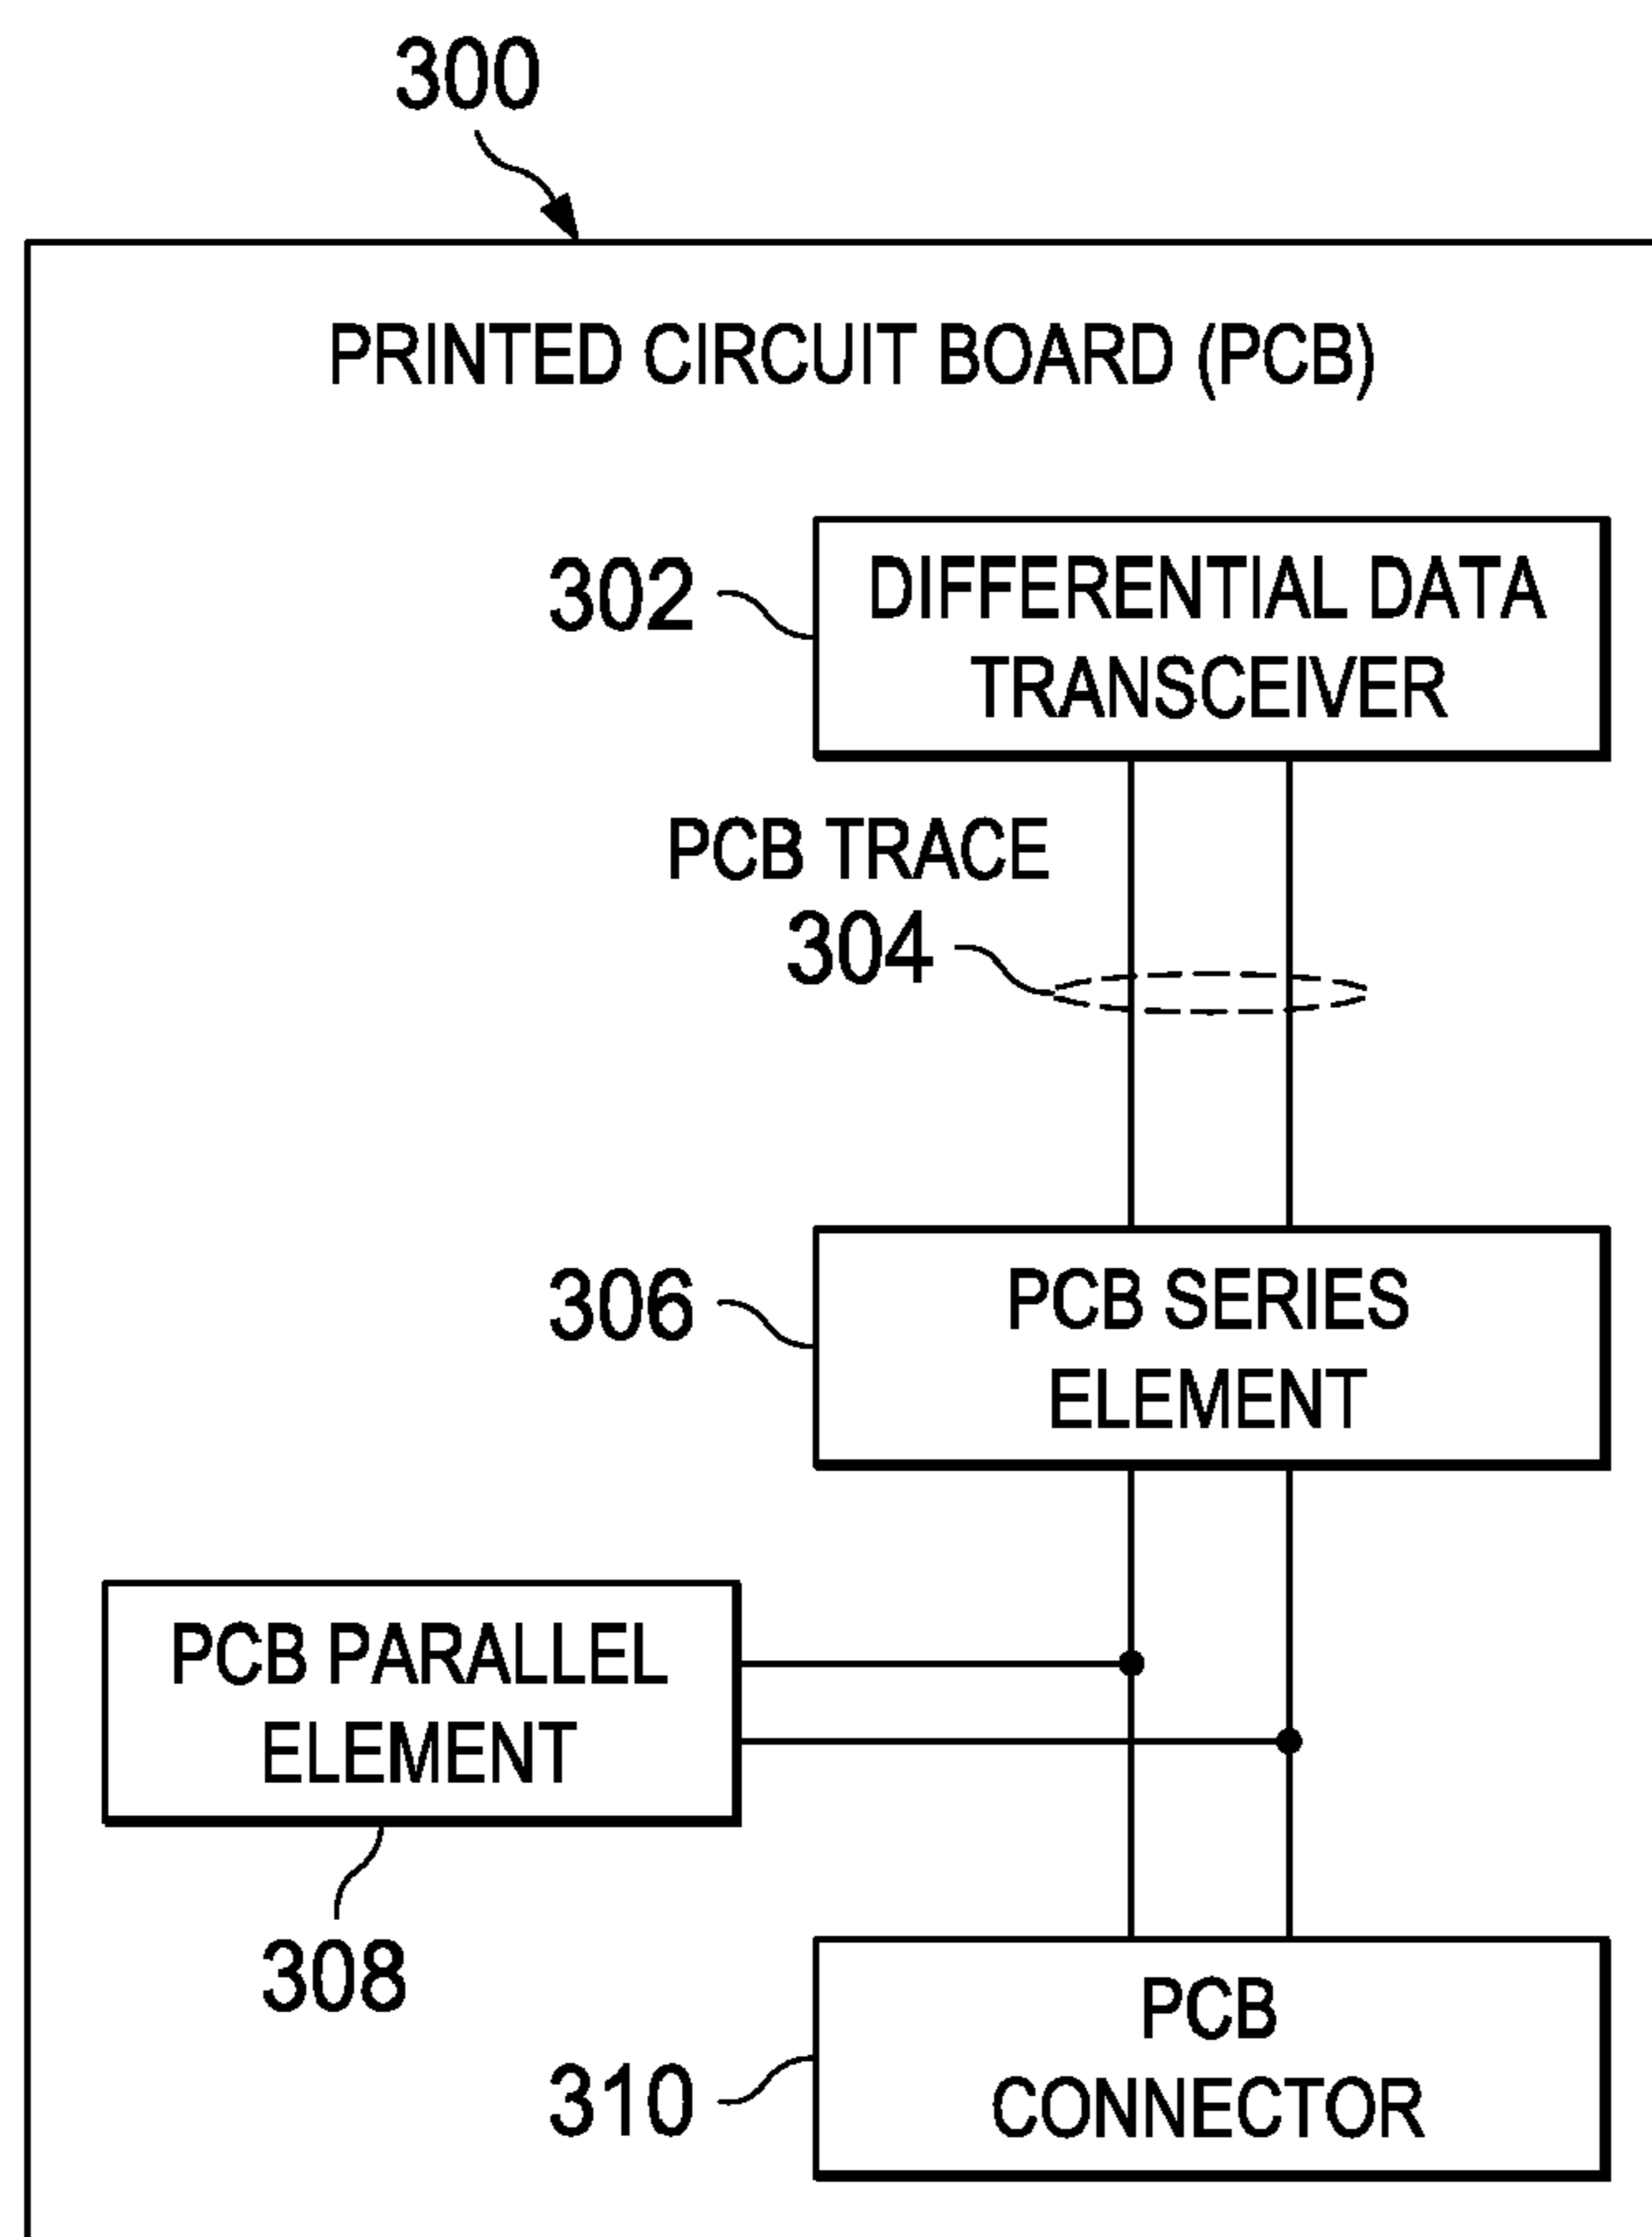 300
PRINTED CIRCUIT BOARD (PCB)
302
DIFFERENTIAL DATA
TRANSCEIVER
PCB TRACE
304
306
PCB SERIES
ELEMENT
PCB PARALLEL
ELEMENT
308
310
PCB
CONNECTOR